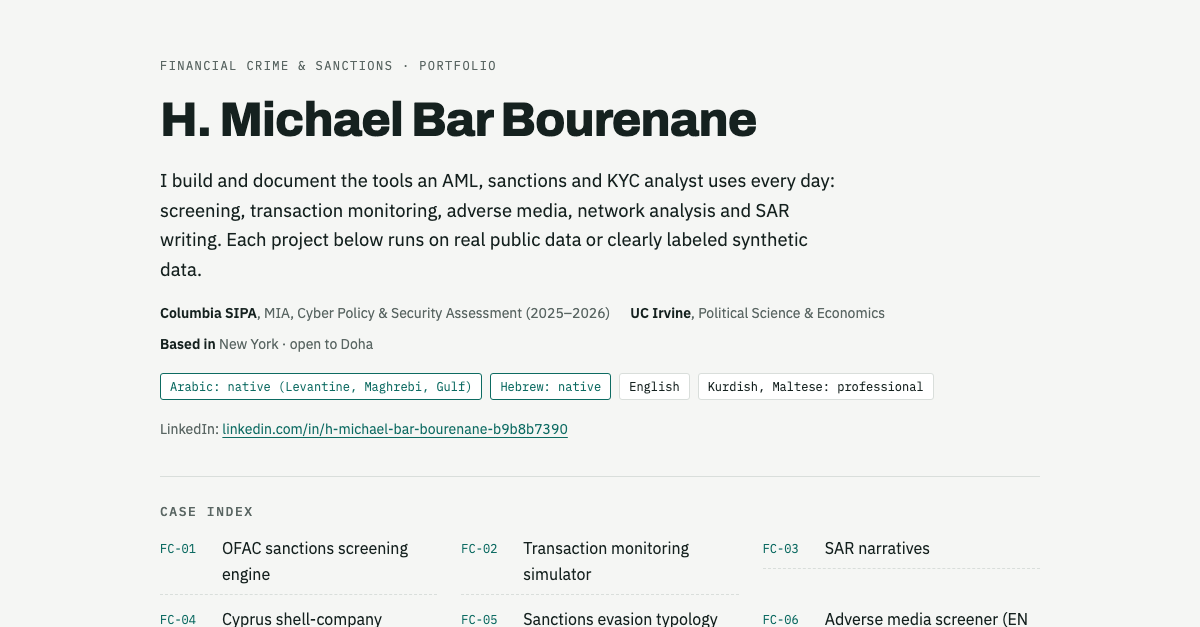 FINANCIAL CRIME & SANCTIONS · PORTFOLIO
H. Michael Bar Bourenane
I build and document the tools an AML, sanctions and KYC analyst uses every day:
screening, transaction monitoring, adverse media, network analysis and SAR
writing. Each project below runs on real public data or clearly labeled synthetic
data.
Columbia SIPA, MIA, Cyber Policy & Security Assessment (2025–2026) UC Irvine, Political Science & Economics
Based in New York · open to Doha
Arabic: native (Levantine, Maghrebi, Gulf) Hebrew: native English Kurdish, Maltese: professional
LinkedIn: linkedin.com/in/h-michael-bar-bourenane-b9b8b7390
CASE INDEX
FC-01 OFAC sanctions screening
engine
FC-02 Transaction monitoring
simulator
FC-03 SAR narratives
FC-04 Cyprus shell-company
FC-05 Sanctions evasion typology
FC-06 Adverse media screener (EN